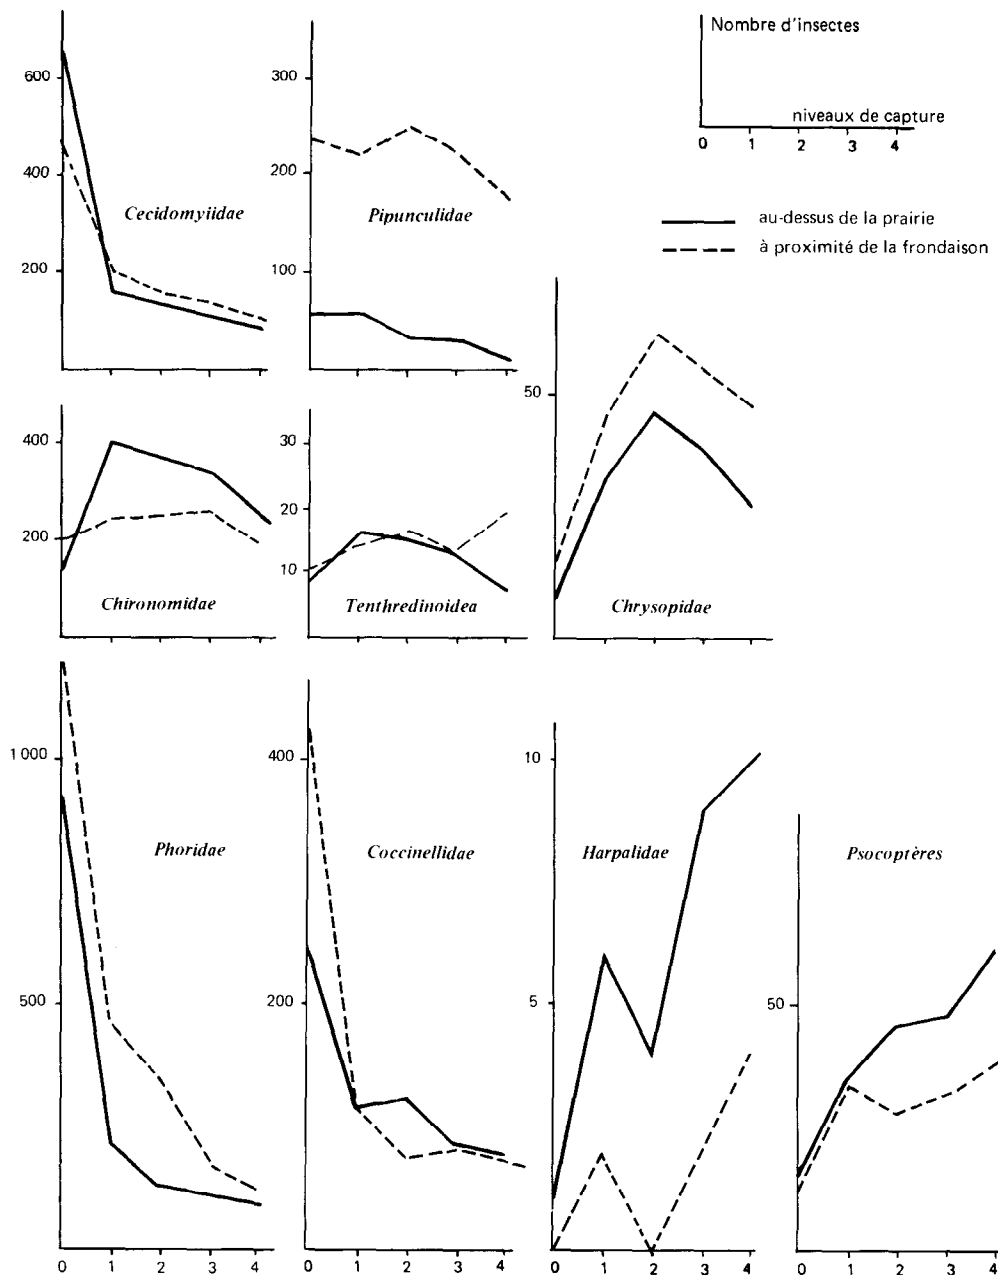 Nombre d'insectes
niveaux de capture
0 1 2 3 4
au-dessus de la prairie
à proximité de la frondaison
600
400
200
Cecidomyiidae
300
200
100
Pipunculidae
400
200
Chironomidae
30
20
10
Tenthredinoidea
50
Chrysopidae
1 000
500
Phoridae
0 1 2 3 4
400
200
Coccinellidae
0 1 2 3 4
10
5
Harpalidae
0 1 2 3 4
50
Psocoptères
0 1 2 3 4